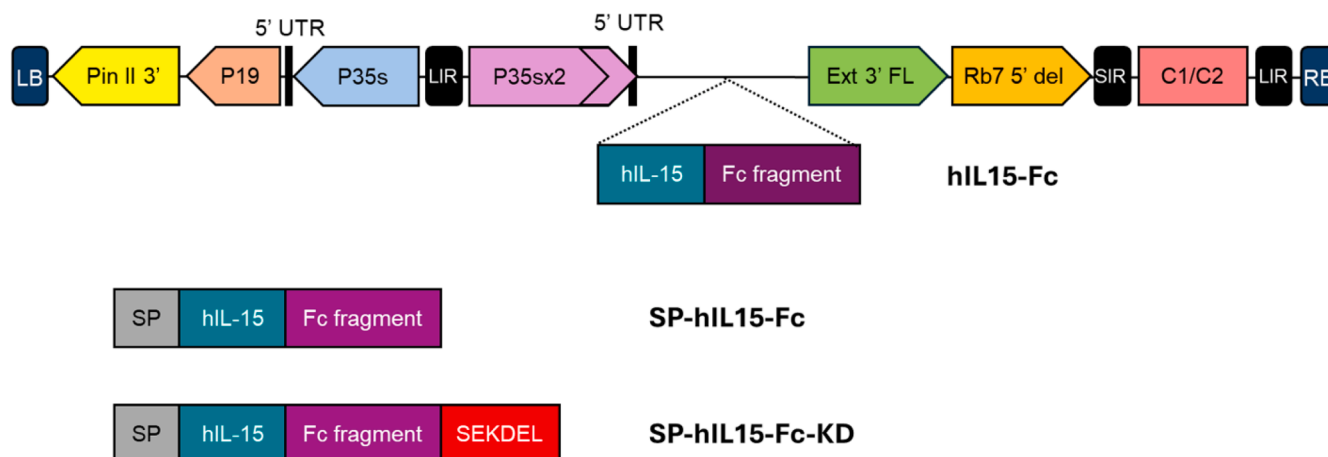 5' UTR
5' UTR
LB
Pin II 3'
P19
P35s
LIR
P35sx2
Ext 3' FL
Rb7 5' del
SIR
C1/C2
LIR
RB
hIL-15
Fc fragment
hIL15-Fc
SP
hIL-15
Fc fragment
SP-hIL15-Fc
SP
hIL-15
Fc fragment
SEKDEL
SP-hIL15-Fc-KD